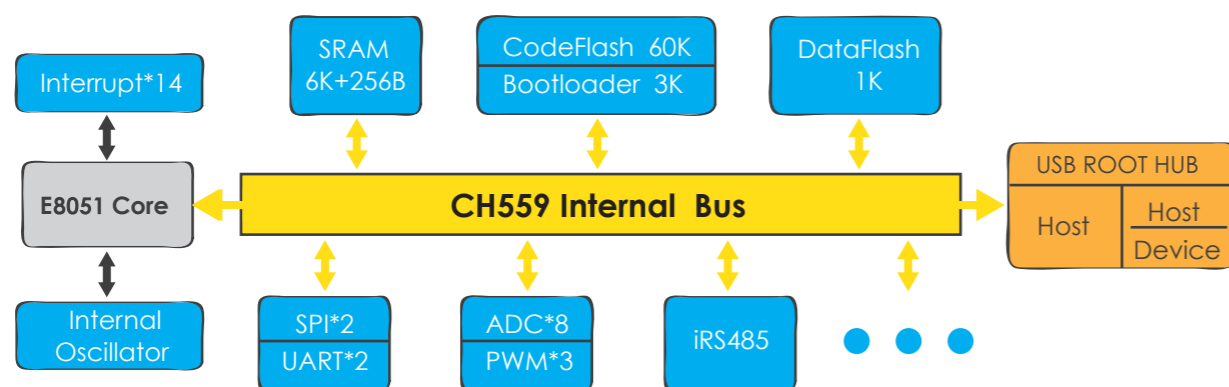 SRAM
6K+256B
CodeFlash 60K
Bootloader 3K
DataFlash
1K
Interrupt*14
E8051 Core
CH559 Internal Bus
USB ROOT HUB
Host
Host
Device
Internal
Oscillator
SPI*2
UART*2
ADC*8
PWM*3
iRS485